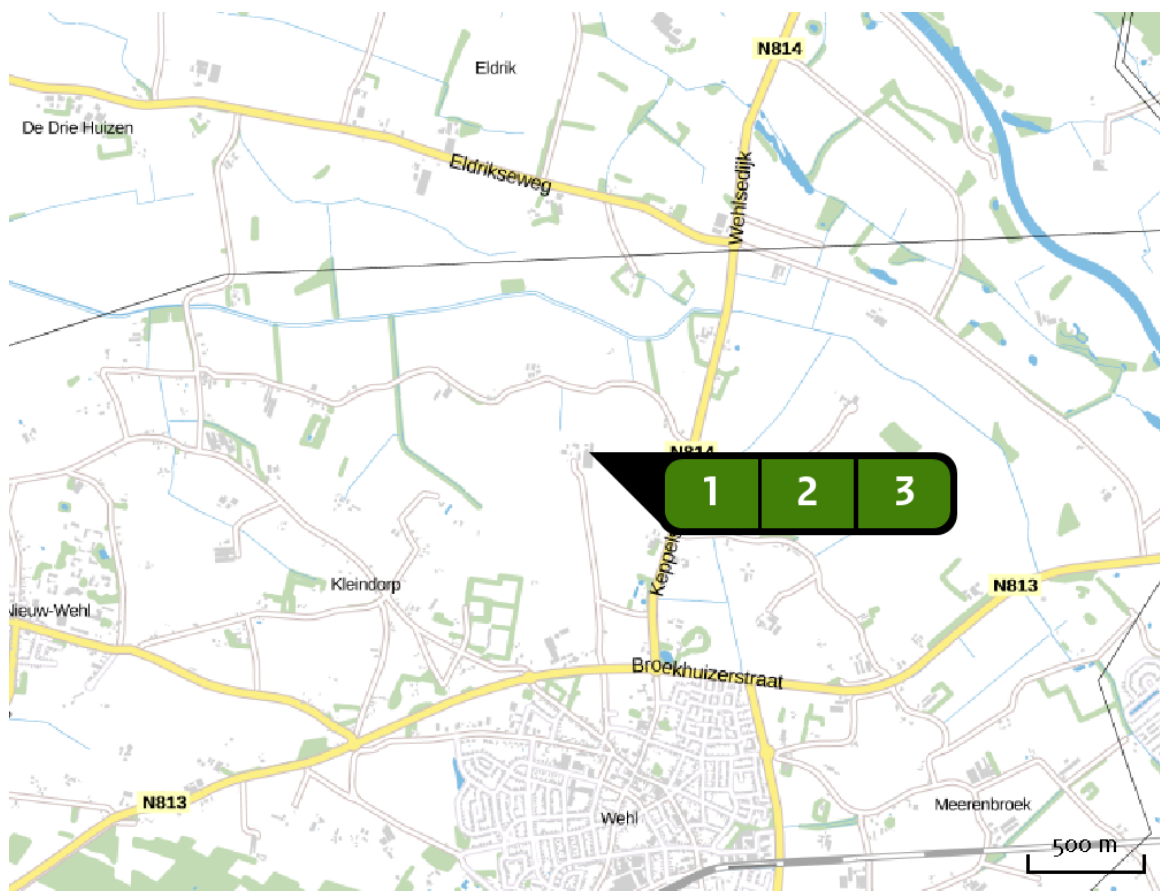 N814
Eldrik
De Drie Huizen
Eldrikseweg
Wehlsedijk
N814
1 2 3
Kleindorp
N813
Nieuw-Wehl
Broekhuizerstraat
N813
Meerenbroek
Wehl
500 m